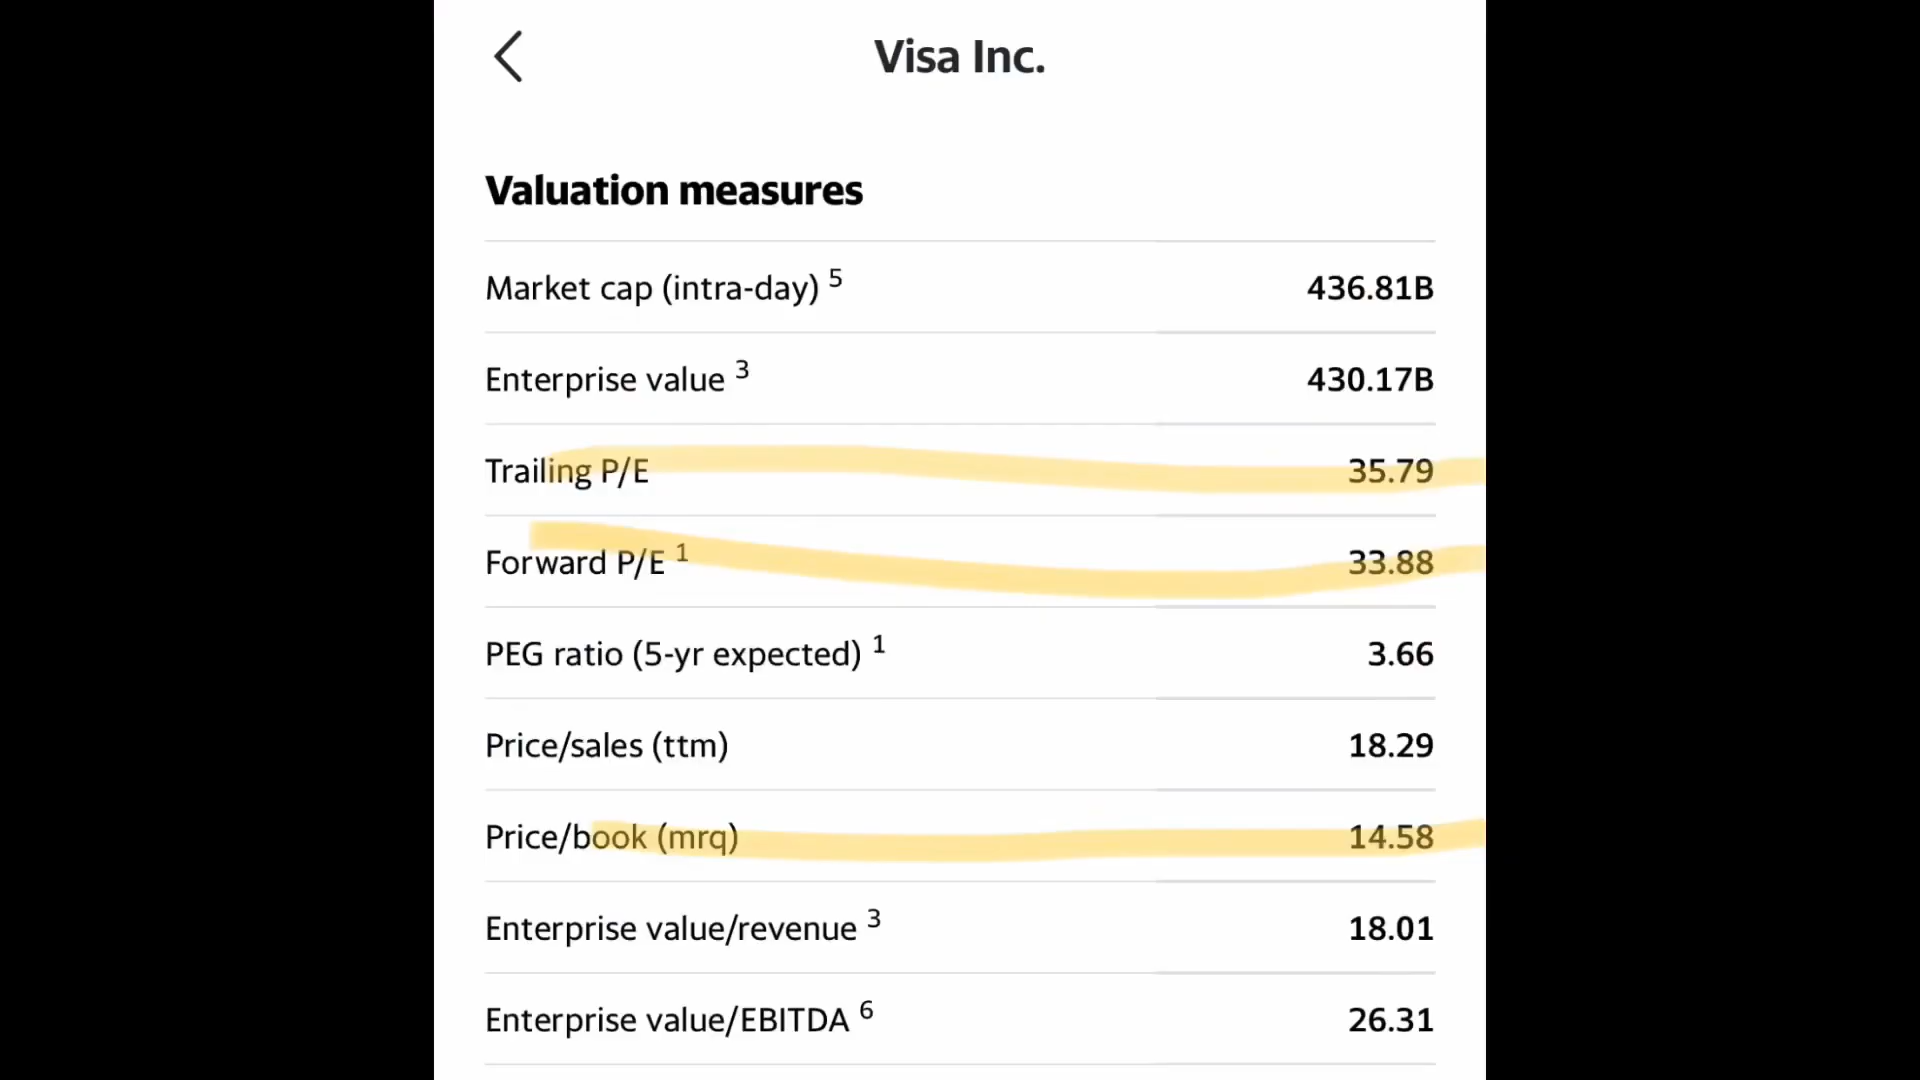 Visa Inc.
Valuation measures
Market cap (intra-day) 5 436.81B
Enterprise value 3 430.17B
Trailing P/E 35.79
Forward P/E 1 33.88
PEG ratio (5-yr expected) 1 3.66
Price/sales (ttm) 18.29
Price/book (mrq) 14.58
Enterprise value/revenue 3 18.01
Enterprise value/EBITDA 6 26.31